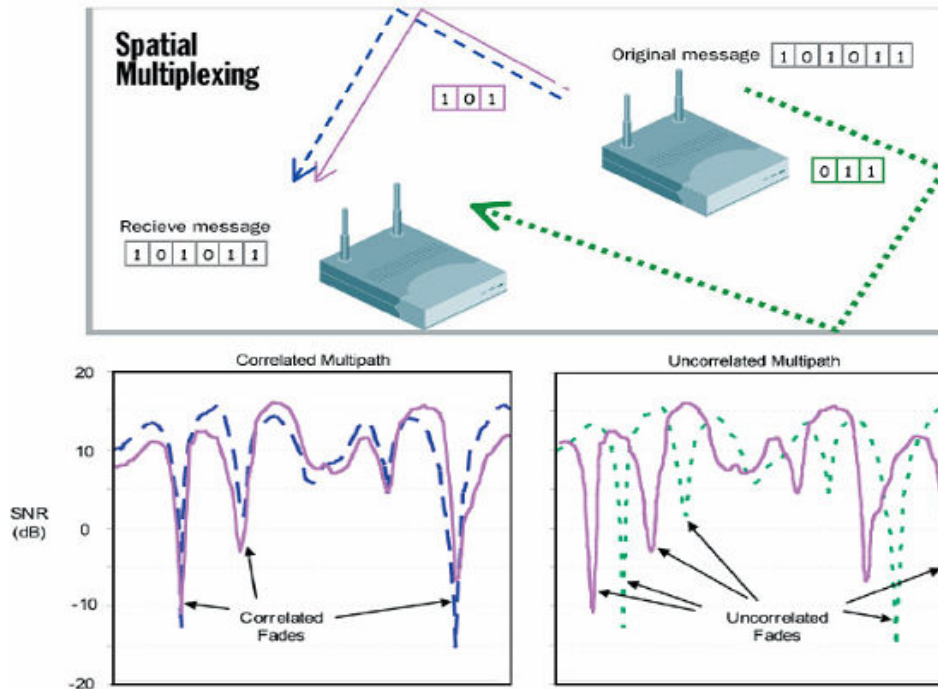 Spatial
Multiplexing
Original message 1 0 1 0 1 1
1 0 1
0 1 1
Recieve message
1 0 1 0 1 1
Correlated Multipath
Uncorrelated Multipath
20
10
SNR
(dB)
0
-10
-20
Correlated
Fades
Uncorrelated
Fades